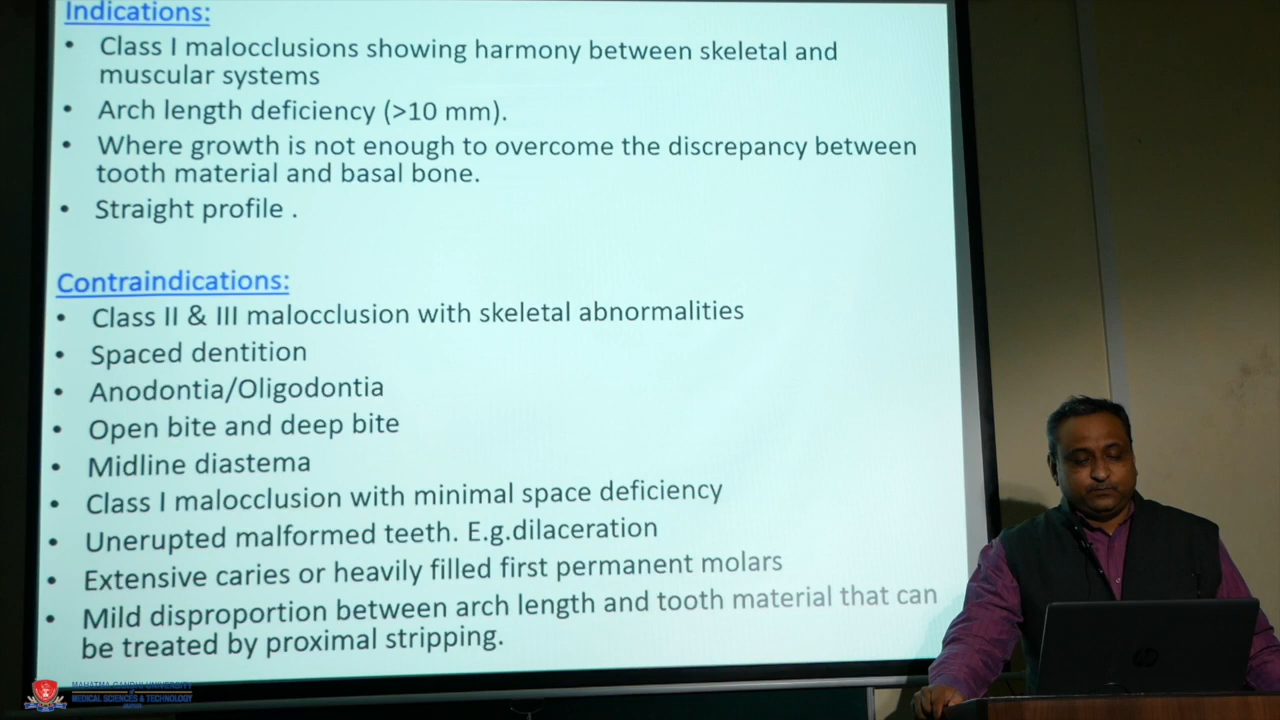 Indications:
• Class I malocclusions showing harmony between skeletal and
muscular systems
• Arch length deficiency (>10 mm).
• Where growth is not enough to overcome the discrepancy between
tooth material and basal bone.
• Straight profile .
Contraindications:
• Class II & III malocclusion with skeletal abnormalities
• Spaced dentition
• Anodontia/Oligodontia
• Open bite and deep bite
• Midline diastema
• Class I malocclusion with minimal space deficiency
• Unerupted malformed teeth. E.g.dilaceration
• Extensive caries or heavily filled first permanent molars
• Mild disproportion between arch length and tooth material that can
be treated by proximal stripping.
MAHATMA GANDHI UNIVERSITY
of
MEDICAL SCIENCES & TECHNOLOGY
JAIPUR
hp